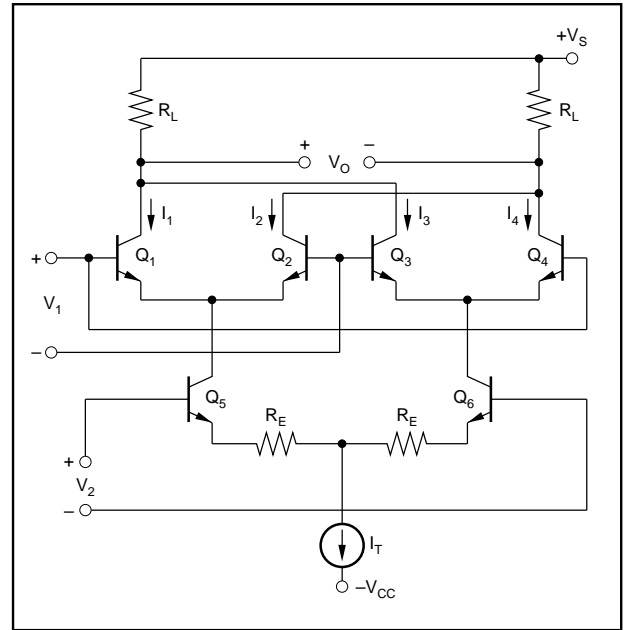 +V_S
R_L R_L
+ V_O –
I_1 I_2 I_3 I_4
+ Q_1 Q_2 Q_3 Q_4
V_1
–
Q_5 Q_6
R_E R_E
+
V_2
–
I_T
–V_CC